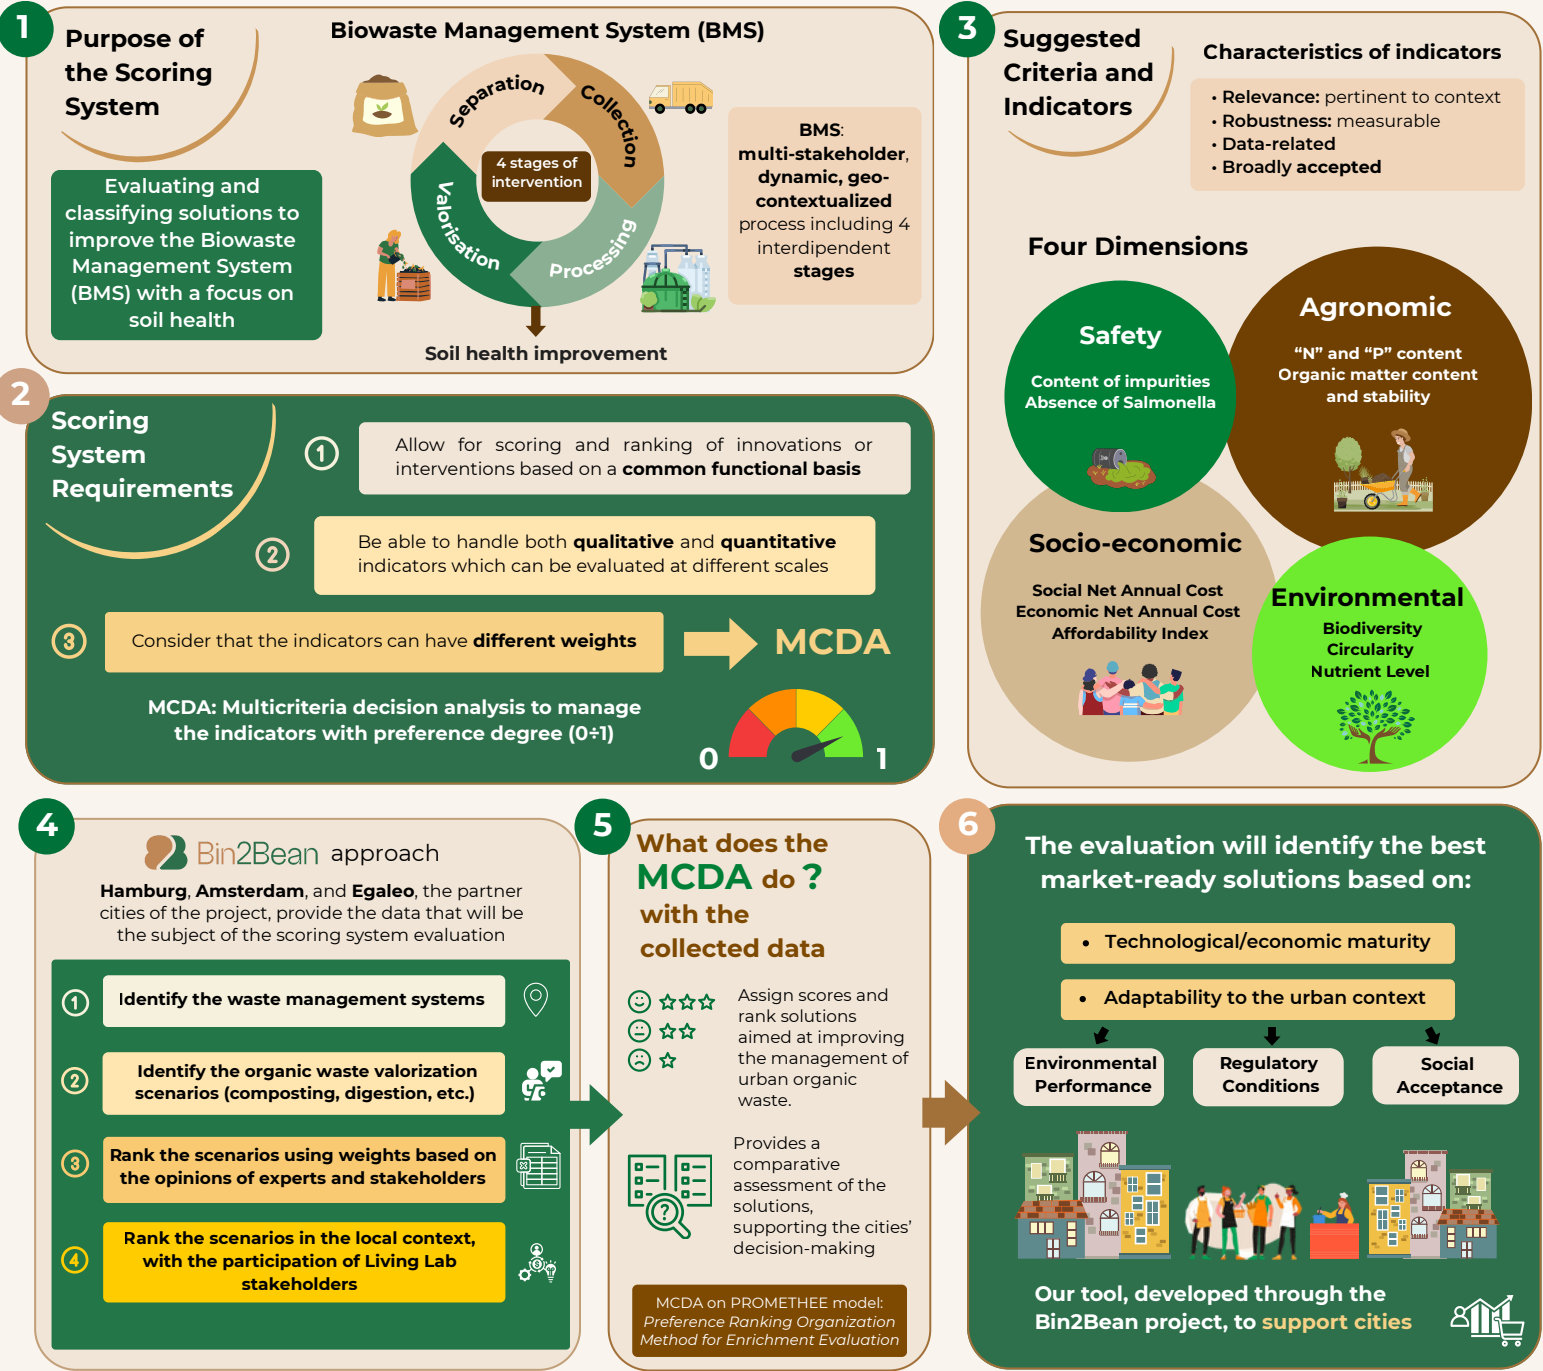 1
Purpose of
the Scoring
System
Evaluating and
classifying solutions to
improve the Biowaste
Management System
(BMS) with a focus on
soil health
Biowaste Management System (BMS)
Separation
Collection
Processing
Valorisation
4 stages of
intervention
Soil health improvement
BMS:
multi-stakeholder,
dynamic, geo-
contextualized
process including 4
interdipendent
stages
2
Scoring
System
Requirements
1
Allow for scoring and ranking of innovations or
interventions based on a common functional basis
2
Be able to handle both qualitative and quantitative
indicators which can be evaluated at different scales
3
Consider that the indicators can have different weights
MCDA
MCDA: Multicriteria decision analysis to manage
the indicators with preference degree (0÷1)
0
1
3
Suggested
Criteria and
Indicators
Characteristics of indicators
• Relevance: pertinent to context
• Robustness: measurable
• Data-related
• Broadly accepted
Four Dimensions
Safety
Content of impurities
Absence of Salmonella
Agronomic
“N” and “P” content
Organic matter content
and stability
Socio-economic
Social Net Annual Cost
Economic Net Annual Cost
Affordability Index
Environmental
Biodiversity
Circularity
Nutrient Level
4
Bin2Bean approach
Hamburg, Amsterdam, and Egaleo, the partner
cities of the project, provide the data that will be
the subject of the scoring system evaluation
1
Identify the waste management systems
2
Identify the organic waste valorization
scenarios (composting, digestion, etc.)
3
Rank the scenarios using weights based on
the opinions of experts and stakeholders
4
Rank the scenarios in the local context,
with the participation of Living Lab
stakeholders
5
What does the
MCDA do ?
with the
collected data
Assign scores and
rank solutions
aimed at improving
the management of
urban organic
waste.
?
Provides a
comparative
assessment of the
solutions,
supporting the cities’
decision-making
MCDA on PROMETHEE model:
Preference Ranking Organization
Method for Enrichment Evaluation
6
The evaluation will identify the best
market-ready solutions based on:
• Technological/economic maturity
• Adaptability to the urban context
Environmental
Performance
Regulatory
Conditions
Social
Acceptance
Our tool, developed through the
Bin2Bean project, to support cities